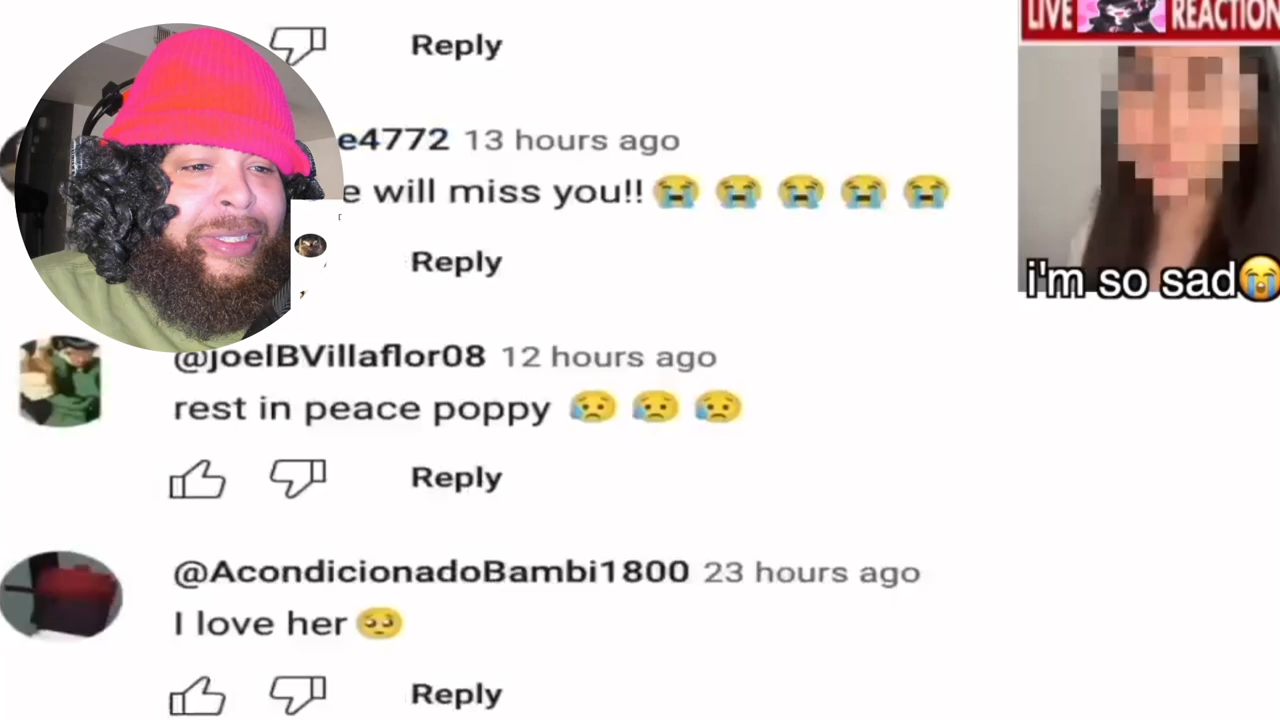 Reply
LIVE REACTION
e4772 13 hours ago
e will miss you!! 😭 😭 😭 😭 😭
Reply
i'm so sad😭
@joelBVillaflor08 12 hours ago
rest in peace poppy 😥 😥 😥
Reply
@AcondicionadoBambi1800 23 hours ago
I love her 🥺
Reply